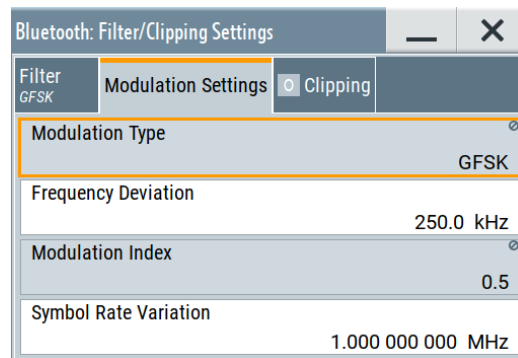 Bluetooth: Filter/Clipping Settings
Filter
GFSK
Modulation Settings
O Clipping
Modulation Type
GFSK
Frequency Deviation
250.0 kHz
Modulation Index
0.5
Symbol Rate Variation
1.000 000 000 MHz